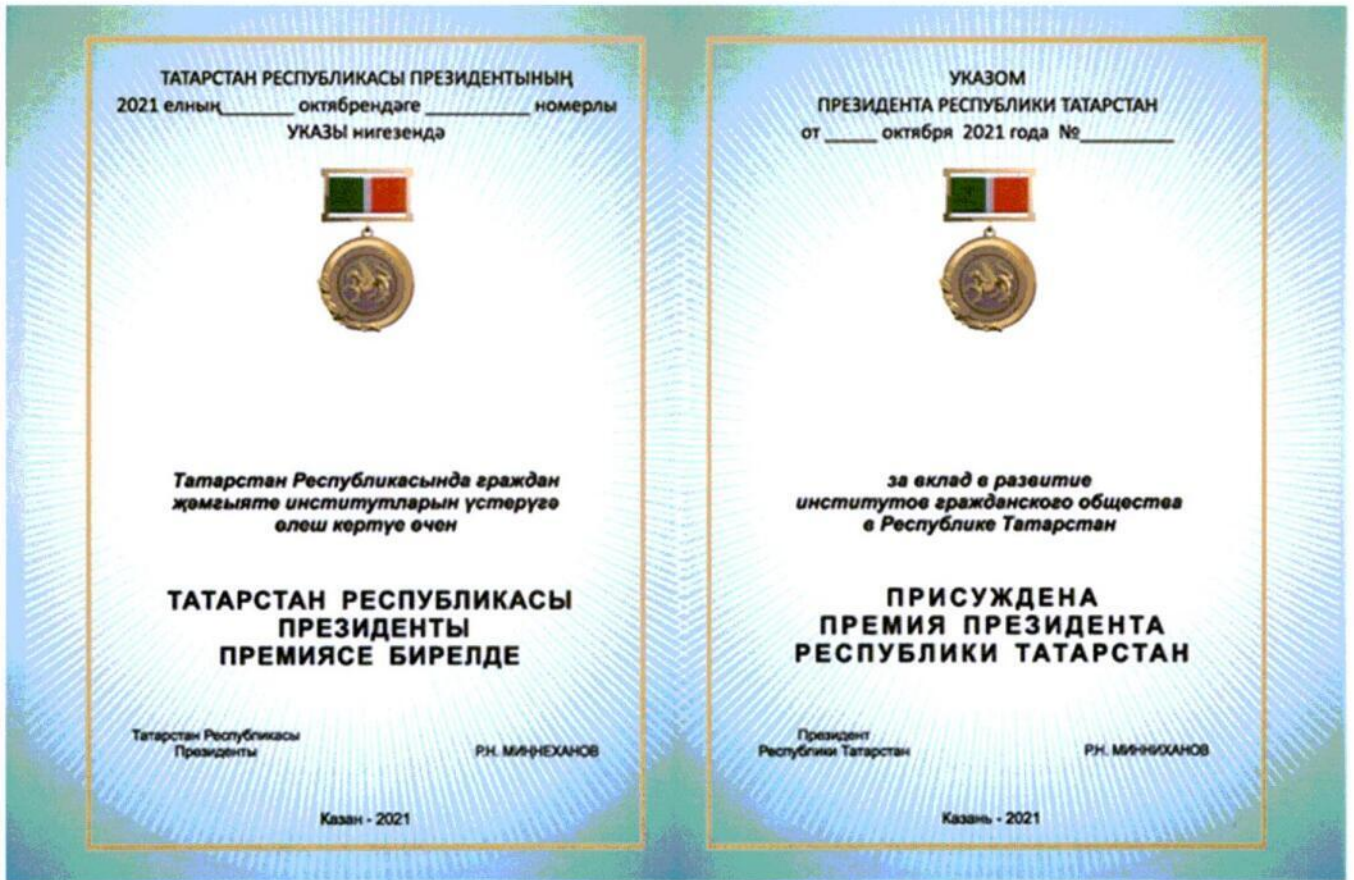 ТАТАРСТАН РЕСПУБЛИКАСЫ ПРЕЗИДЕНТЫНЫҢ
2021 елның_______ октябрендәге __________ номерлы
УКАЗЫ нигезендә
Татарстан Республикасында граждан
җәмгыяте институтларын үстерүгә
өлеш кертүе өчен
ТАТАРСТАН РЕСПУБЛИКАСЫ
ПРЕЗИДЕНТЫ
ПРЕМИЯСЕ БИРЕЛДЕ
Татарстан Республикасы
Президенты
Р.Н. МИҢНЕХАНОВ
Казан - 2021
УКАЗОМ
ПРЕЗИДЕНТА РЕСПУБЛИКИ ТАТАРСТАН
от _____ октября 2021 года №_________
за вклад в развитие
институтов гражданского общества
в Республике Татарстан
ПРИСУЖДЕНА
ПРЕМИЯ ПРЕЗИДЕНТА
РЕСПУБЛИКИ ТАТАРСТАН
Президент
Республики Татарстан
Р.Н. МИННИХАНОВ
Казань - 2021